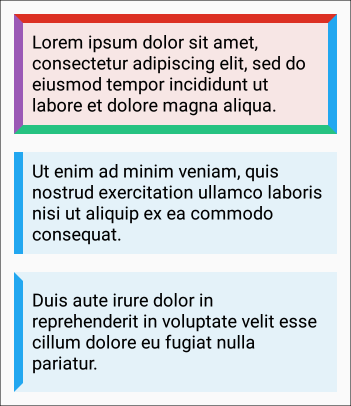 Lorem ipsum dolor sit amet,
consectetur adipiscing elit, sed do
eiusmod tempor incididunt ut
labore et dolore magna aliqua.
Ut enim ad minim veniam, quis
nostrud exercitation ullamco laboris
nisi ut aliquip ex ea commodo
consequat.
Duis aute irure dolor in
reprehenderit in voluptate velit esse
cillum dolore eu fugiat nulla
pariatur.